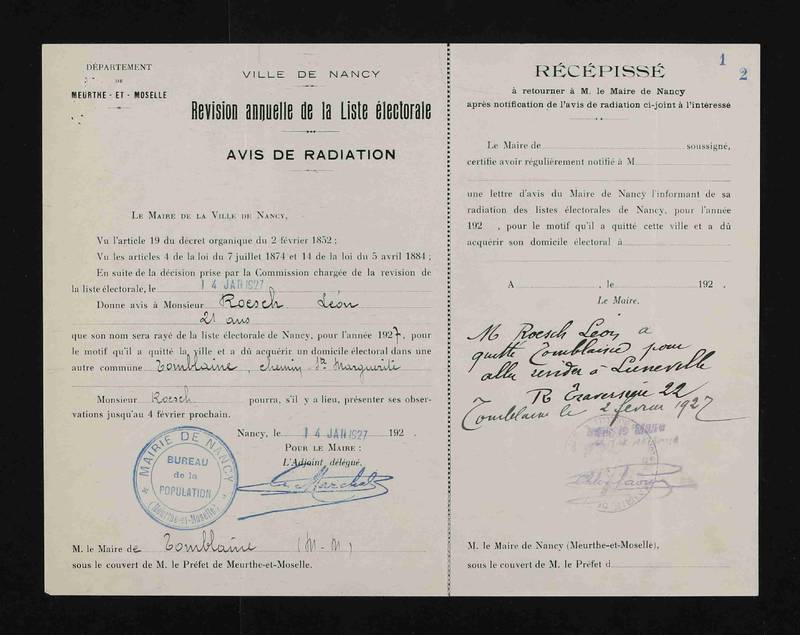 DÉPARTEMENT
DE
MEURTHE - ET - MOSELLE
VILLE DE NANCY
Revision annuelle de la Liste électorale
AVIS DE RADIATION
LE MAIRE DE LA VILLE DE NANCY,
Vu l'article 19 du décret organique du 2 février 1852 ;
Vu les articles 4 de la loi du 7 juillet 1874 et 14 de la loi du 5 avril 1884 ;
En suite de la décision prise par la Commission chargée de la revision de
la liste électorale, le 14 JAN 1927
Donne avis à Monsieur Roesch Léon
21 ans
que son nom sera rayé de la liste électorale de Nancy, pour l'année 1927, pour
le motif qu'il a quitté la ville et a dû acquérir un domicile électoral dans une
autre commune Tomblaine, chemin Ste Marguerite
Monsieur Roesch pourra, s'il y a lieu, présenter ses obser-
vations jusqu'au 4 février prochain.
Nancy, le 14 JAN 1927 192 .
POUR LE MAIRE :
L'Adjoint délégué,
MAIRIE DE NANCY
BUREAU
de la
POPULATION
(Meurthe-et-Moselle)
M. le Maire de Tomblaine (M-M)
sous le couvert de M. le Préfet de Meurthe-et-Moselle.
1
2
RÉCÉPISSÉ
à retourner à M. le Maire de Nancy
après notification de l'avis de radiation ci-joint à l'intéressé
Le Maire de soussigné,
certifie avoir régulièrement notifié à M
une lettre d'avis du Maire de Nancy l'informant de sa
radiation des listes électorales de Nancy, pour l'année
192 , pour le motif qu'il a quitté cette ville et a dû
acquérir son domicile électoral à
A , le 192 .
Le Maire,
M Roesch Léon a
quitté Tomblaine pour
aller résider à Luneville
R Traversière 22
Tomblaine le 2 fevrier 1927
M. le Maire de Nancy (Meurthe-et-Moselle),
sous le couvert de M. le Préfet d